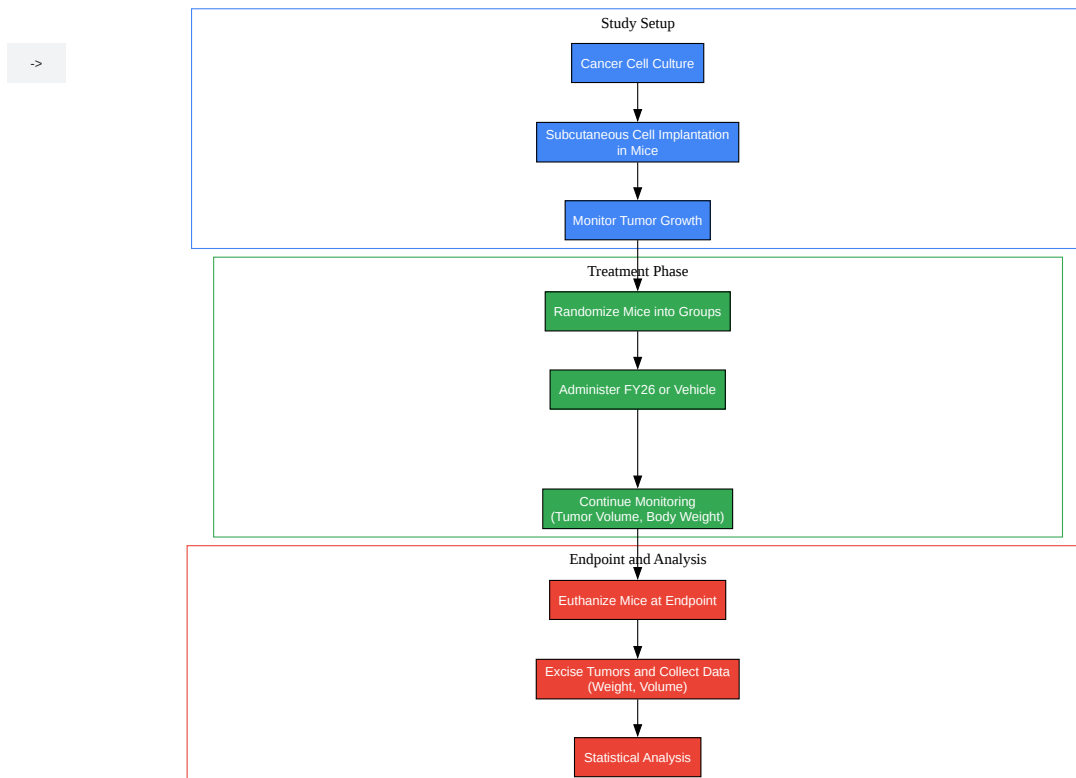 Study Setup
->
Cancer Cell Culture
Subcutaneous Cell Implantation
in Mice
Monitor Tumor Growth
Treatment Phase
Randomize Mice into Groups
Administer FY26 or Vehicle
Continue Monitoring
(Tumor Volume, Body Weight)
Endpoint and Analysis
Euthanize Mice at Endpoint
Excise Tumors and Collect Data
(Weight, Volume)
Statistical Analysis